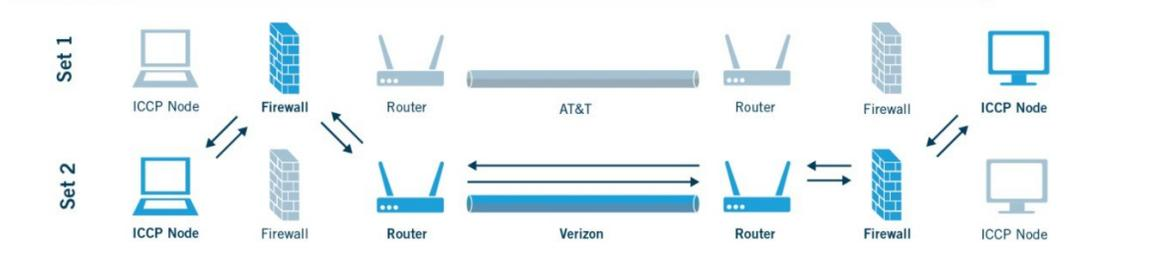 Set 1
ICCP Node
Firewall
Router
AT&T
Router
Firewall
ICCP Node
Set 2
ICCP Node
Firewall
Router
Verizon
Router
Firewall
ICCP Node